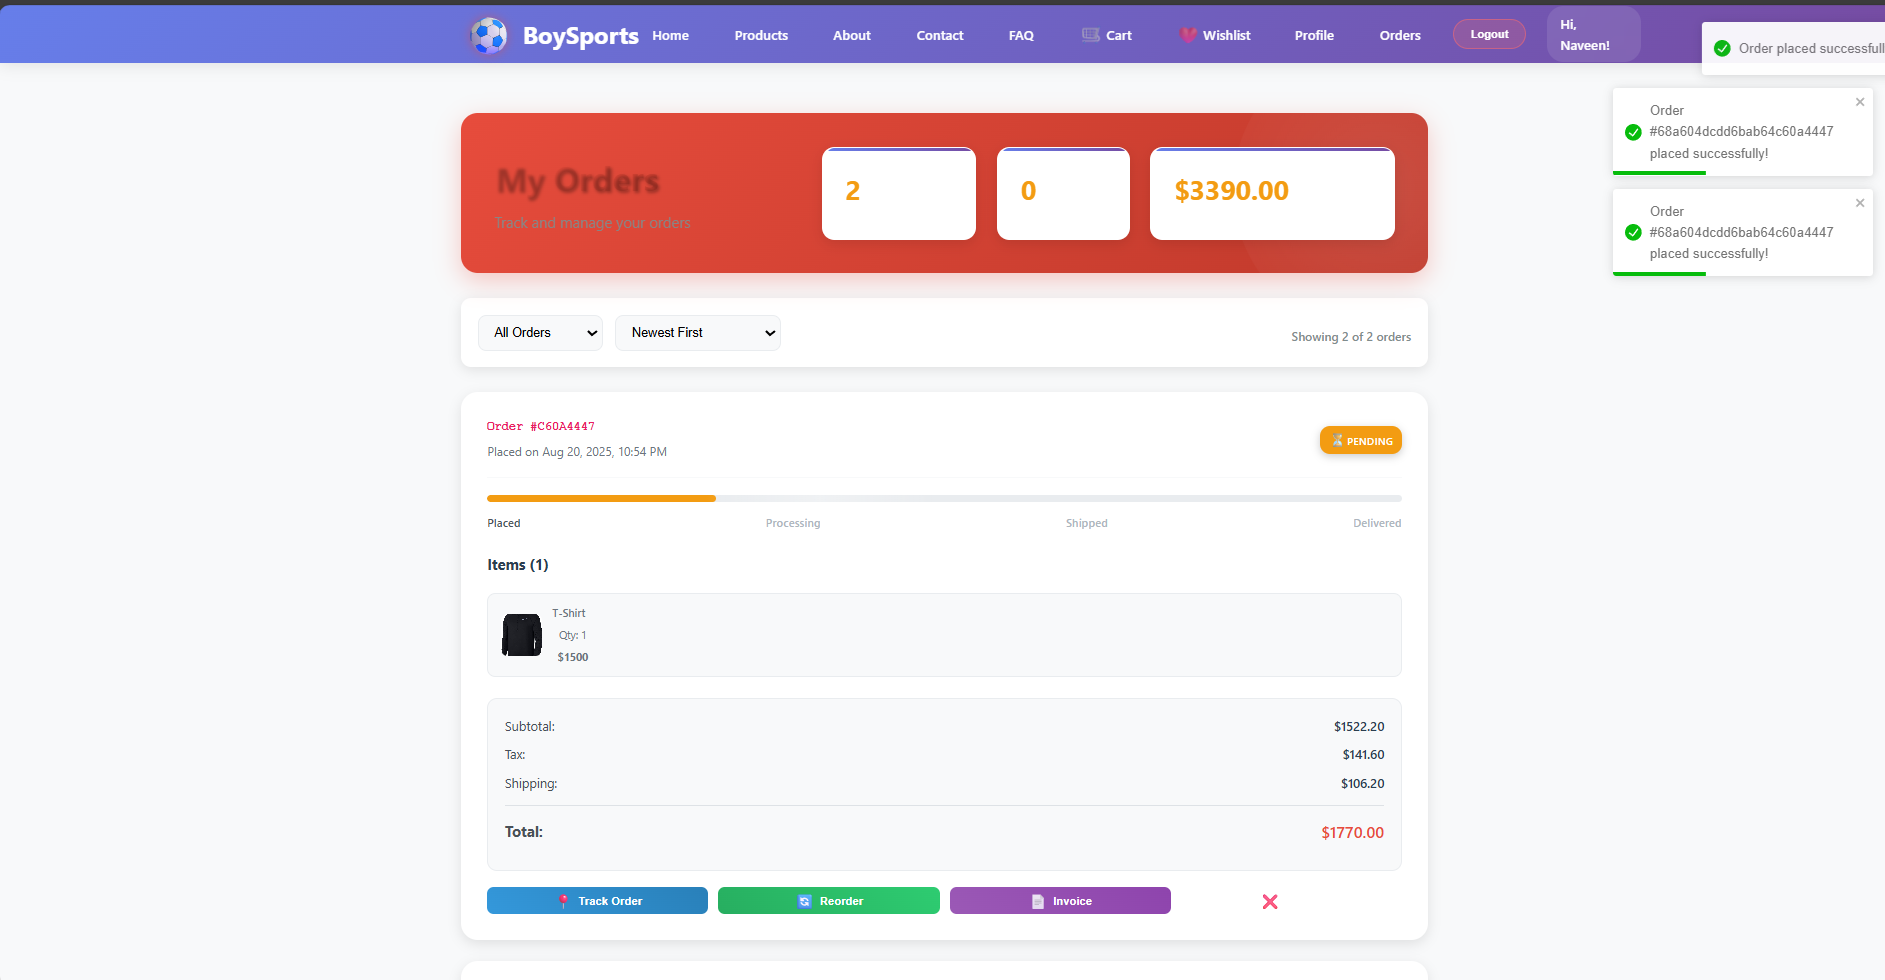 BoySports
Home
Products
About
Contact
FAQ
Cart
Wishlist
Profile
Orders
Logout
Hi,
Naveen!
Order placed successfull
Order
#68a604dcdd6bab64c60a4447
placed successfully!
Order
#68a604dcdd6bab64c60a4447
placed successfully!
My Orders
Track and manage your orders
2
0
$3390.00
All Orders
Newest First
Showing 2 of 2 orders
Order #C60A4447
Placed on Aug 20, 2025, 10:54 PM
PENDING
Placed
Processing
Shipped
Delivered
Items (1)
T-Shirt
Qty: 1
$1500
Subtotal:
$1522.20
Tax:
$141.60
Shipping:
$106.20
Total:
$1770.00
Track Order
Reorder
Invoice